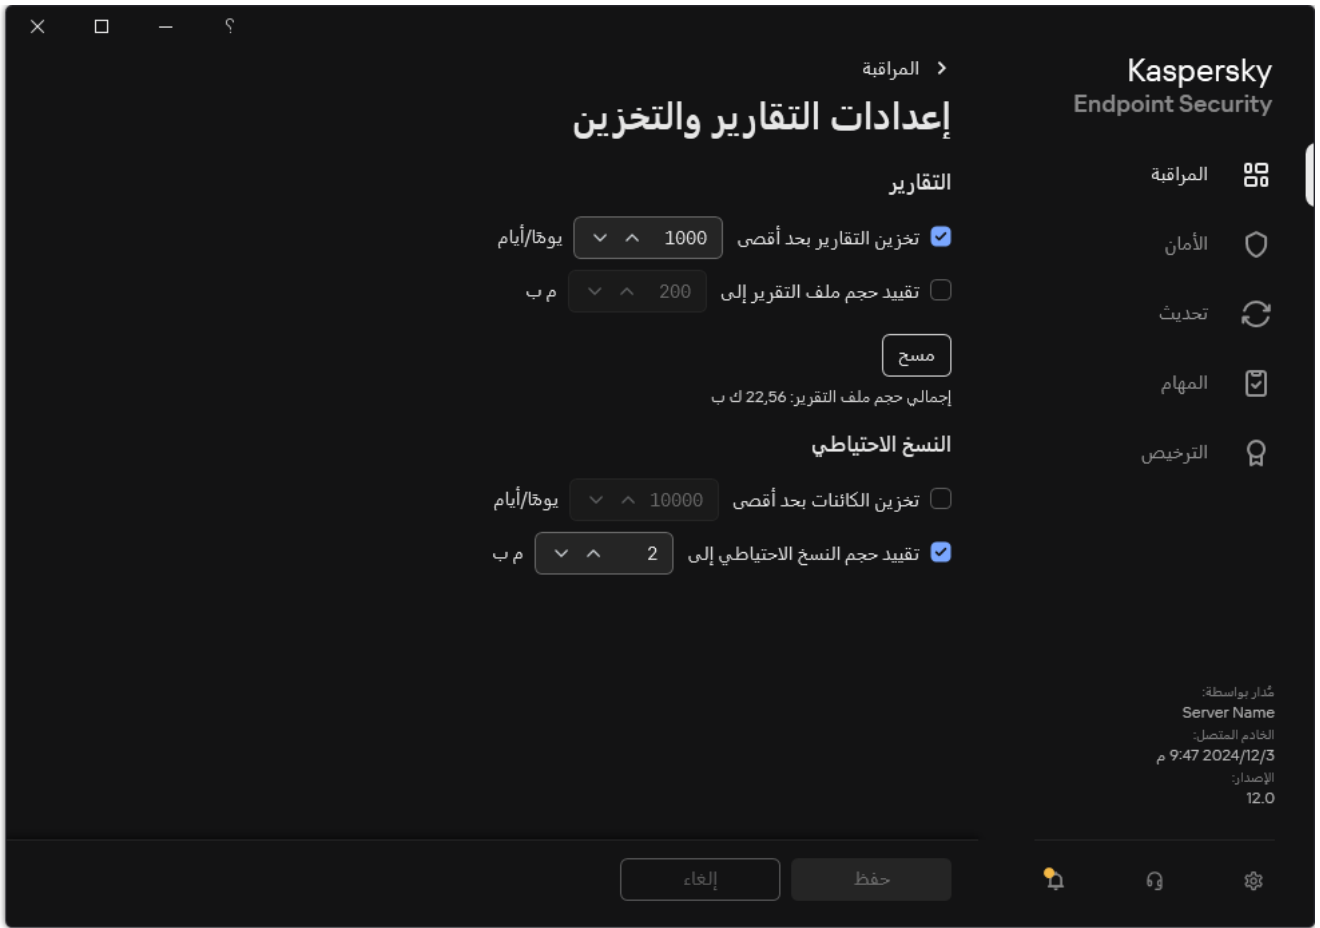 ؟
Kaspersky
Endpoint Security
المراقبة
الأمان
تحديث
المهام
الترخيص
مُدار بواسطة:
Server Name
الخادم المتصل:
2024/12/3 9:47 م
الإصدار:
12.0
المراقبة
إعدادات التقارير والتخزين
التقارير
تخزين التقارير بحد أقصى 1000 يومًا/أيام
تقييد حجم ملف التقرير إلى 200 م ب
مسح
إجمالي حجم ملف التقرير: 22,56 ك ب
النسخ الاحتياطي
تخزين الكائنات بحد أقصى 10000 يومًا/أيام
تقييد حجم النسخ الاحتياطي إلى 2 م ب
حفظ
إلغاء